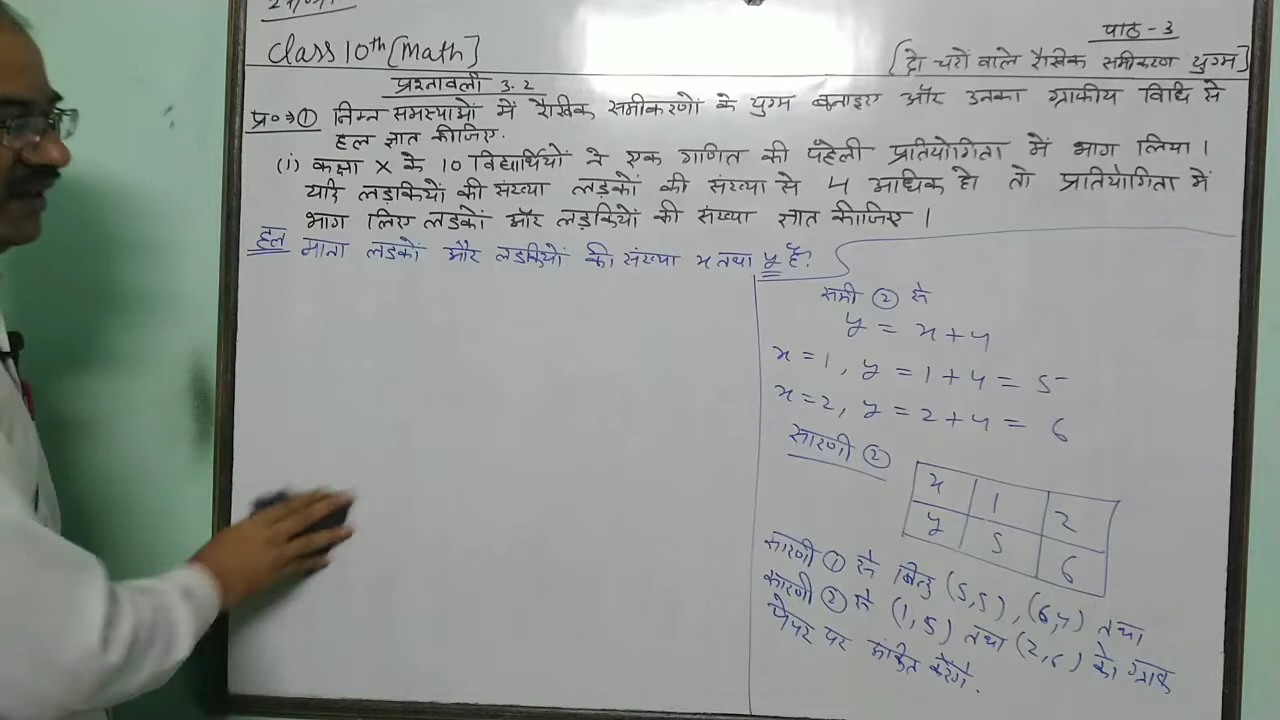 Class 10th [Math]
पाठ-3
[दो चरों वाले रैखिक समीकरण युग्म]
प्रश्नावली 3.2
प्र०→① निम्न समस्याओं में रैखिक समीकरणों के युग्म बनाइए और उनका ग्राफीय विधि से
हल ज्ञात कीजिए.
(i) कक्षा X के 10 विद्यार्थियों ने एक गणित की पहेली प्रतियोगिता में भाग लिया।
यदि लड़कियों की संख्या लड़कों की संख्या से 4 अधिक हो तो प्रतियोगिता में
भाग लिए लड़कों और लड़कियों की संख्या ज्ञात कीजिए।
हल माना लड़कों और लड़कियों की संख्या x तथा y है?
समी ② से
y = x+4
x=1, y = 1+4 = 5
x=2, y = 2+4 = 6
सारणी ②
x 1 2
y 5 6
सारणी ① से बिन्दु (5,5), (6,4) तथा
सारणी ② से (1,5) तथा (2,6) को ग्राफ
पेपर पर अंकित करेंगे.